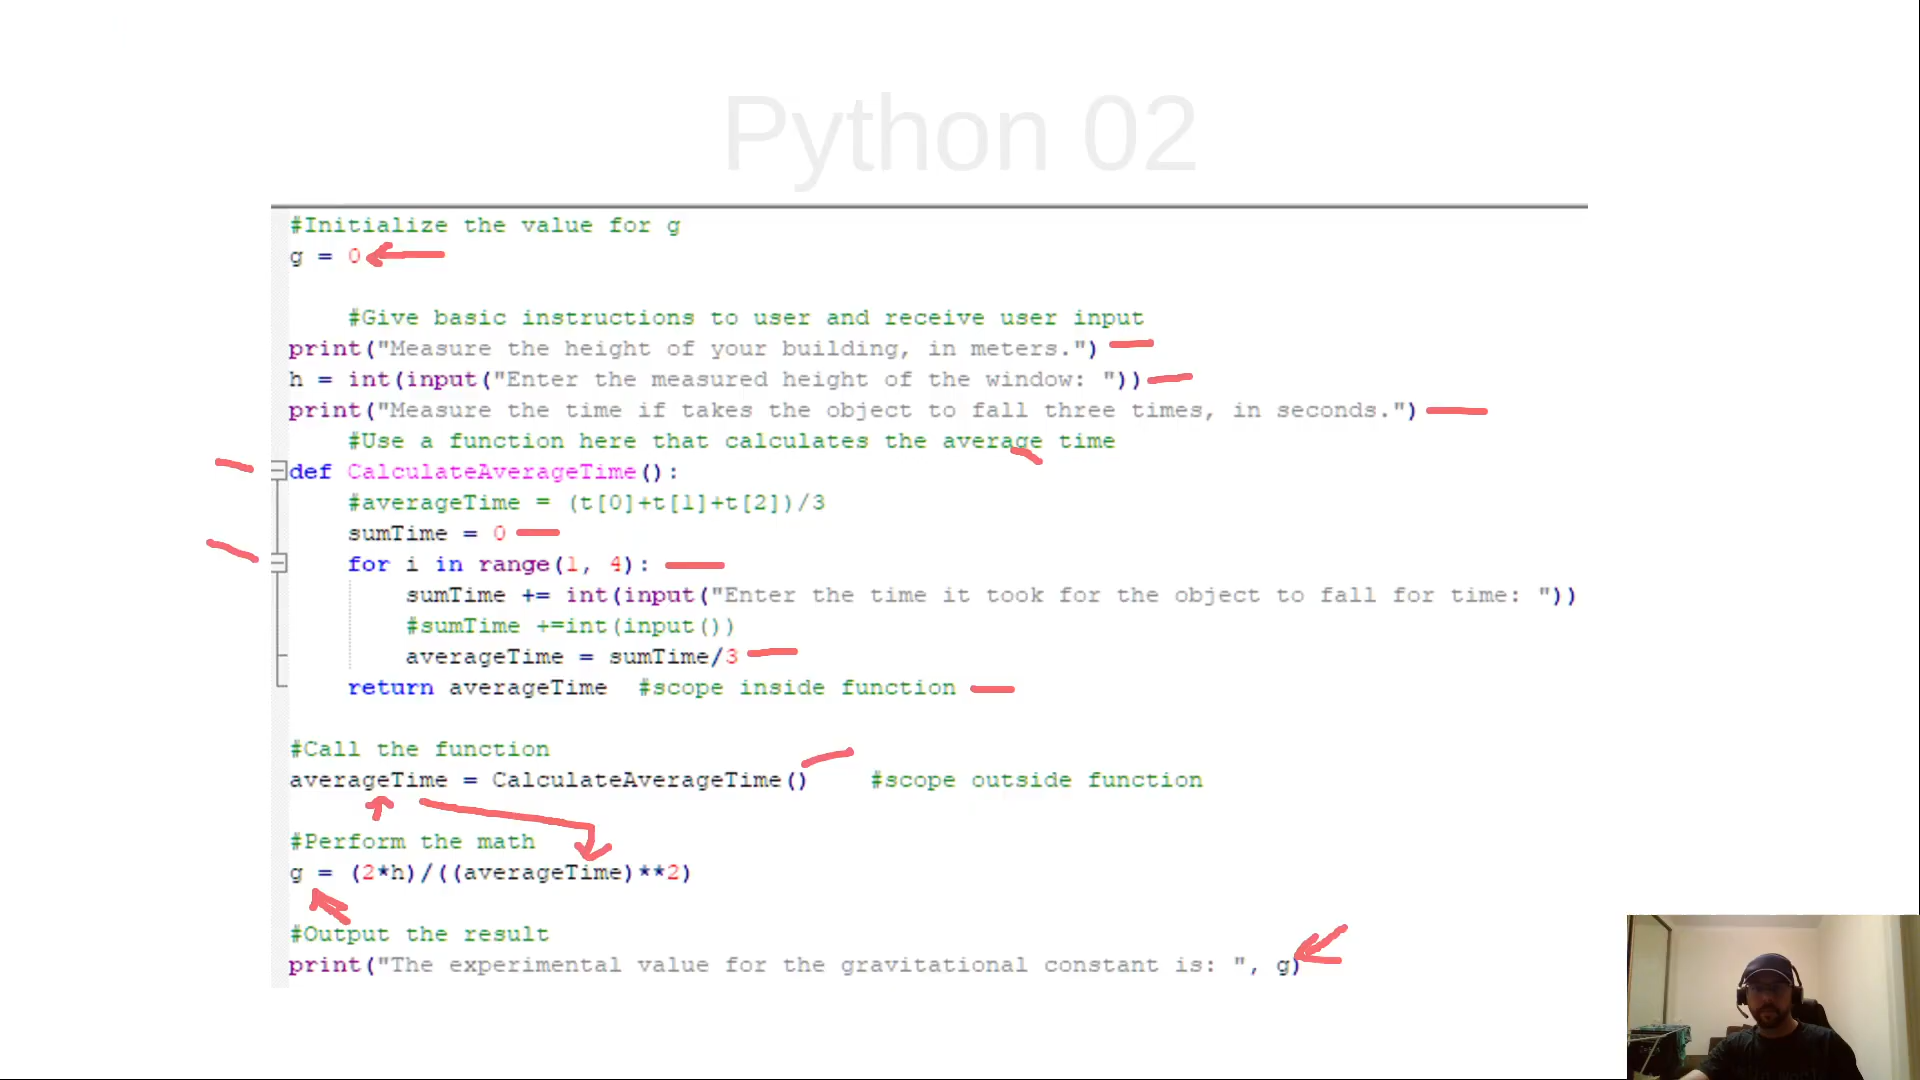 Python 02
#Initialize the value for g
g = 0
#Give basic instructions to user and receive user input
print("Measure the height of your building, in meters.")
h = int(input("Enter the measured height of the window: "))
print("Measure the time if takes the object to fall three times, in seconds.")
#Use a function here that calculates the average time
def CalculateAverageTime():
#averageTime = (t[0]+t[1]+t[2])/3
sumTime = 0
for i in range(1, 4):
sumTime += int(input("Enter the time it took for the object to fall for time: "))
#sumTime +=int(input())
averageTime = sumTime/3
return averageTime #scope inside function
#Call the function
averageTime = CalculateAverageTime() #scope outside function
#Perform the math
g = (2*h)/((averageTime)**2)
#Output the result
print("The experimental value for the gravitational constant is: ", g)